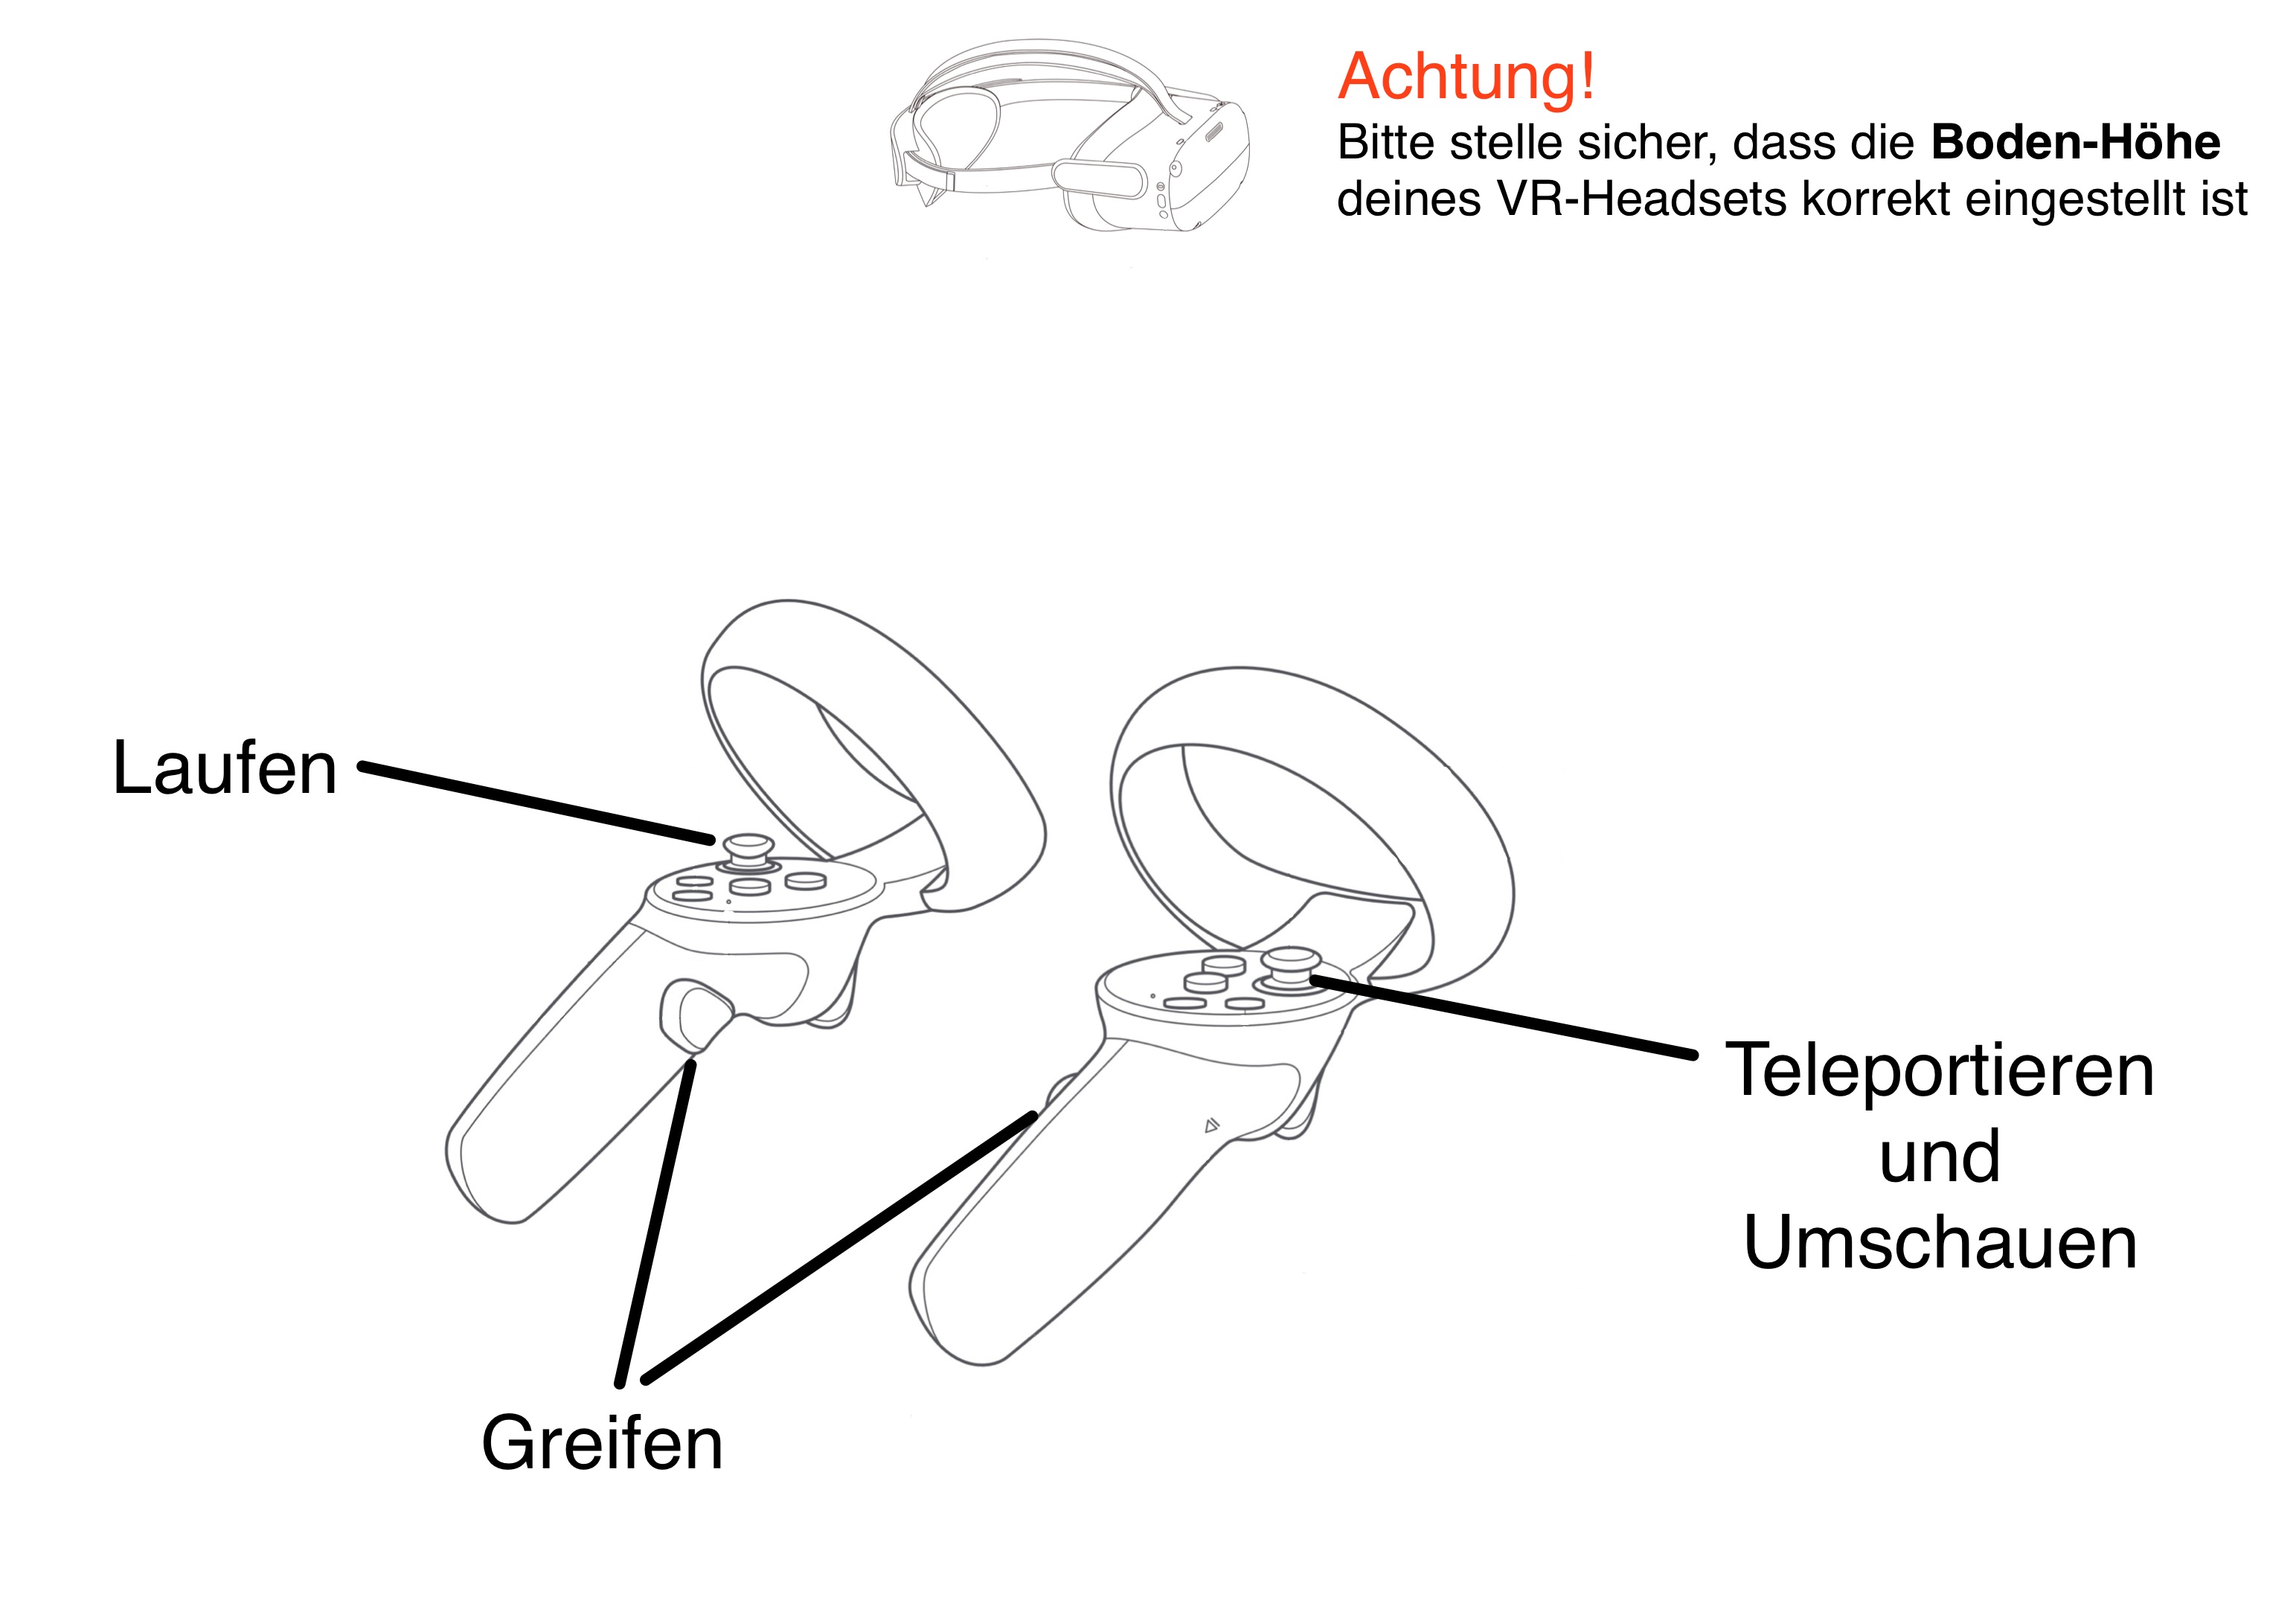 Achtung!
Bitte stelle sicher, dass die Boden-Höhe
deines VR-Headsets korrekt eingestellt ist
Laufen
Teleportieren
und
Umschauen
Greifen